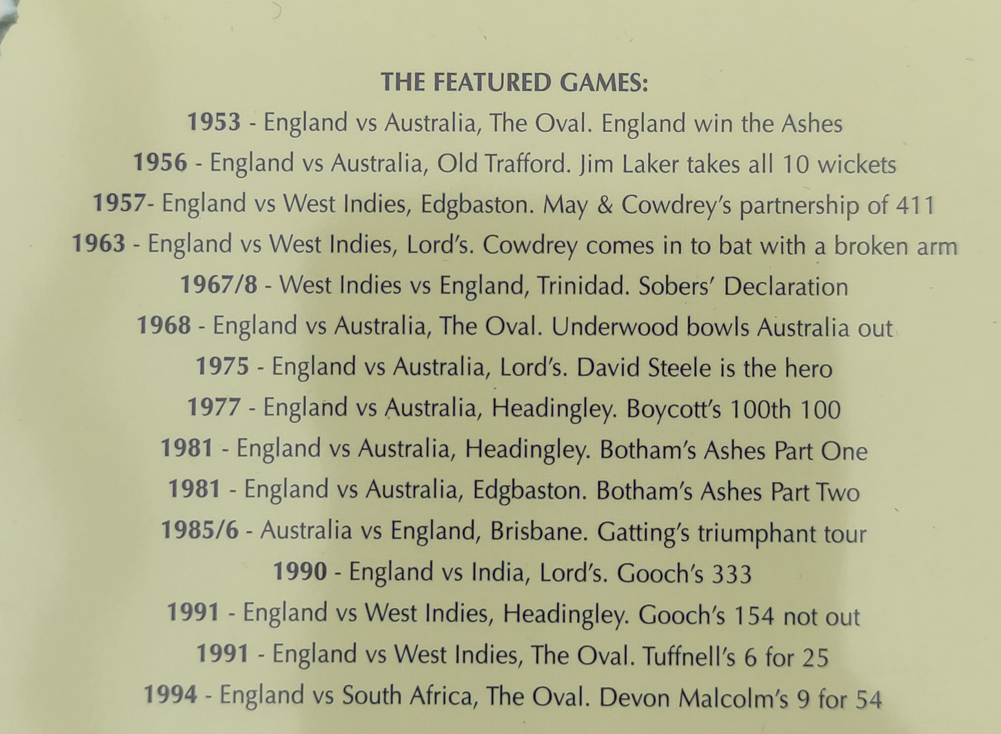 THE FEATURED GAMES:
1953 - England vs Australia, The Oval. England win the Ashes
1956 - England vs Australia, Old Trafford. Jim Laker takes all 10 wickets
1957- England vs West Indies, Edgbaston. May & Cowdrey's partnership of 411
1963 - England vs West Indies, Lord's. Cowdrey comes in to bat with a broken arm
1967/8 - West Indies vs England, Trinidad. Sobers' Declaration
1968 - England vs Australia, The Oval. Underwood bowls Australia out
1975 - England vs Australia, Lord's. David Steele is the hero
1977 - England vs Australia, Headingley. Boycott's 100th 100
1981 - England vs Australia, Headingley. Botham's Ashes Part One
1981 - England vs Australia, Edgbaston. Botham's Ashes Part Two
1985/6 - Australia vs England, Brisbane. Gatting's triumphant tour
1990 - England vs India, Lord's. Gooch's 333
1991 - England vs West Indies, Headingley. Gooch's 154 not out
1991 - England vs West Indies, The Oval. Tuffnell's 6 for 25
1994 - England vs South Africa, The Oval. Devon Malcolm's 9 for 54